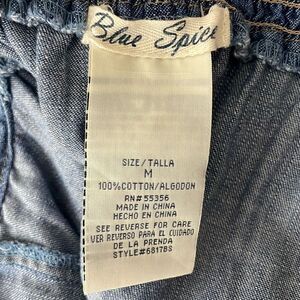 Blue Spice
SIZE/TALLA
M
100%COTTON/ALGODON
RN#55356
MADE IN CHINA
HECHO EN CHINA
SEE REVERSE FOR CARE
VER REVERSO PARA EL CUIDADO
DE LA PRENDA
STYLE#6817BS